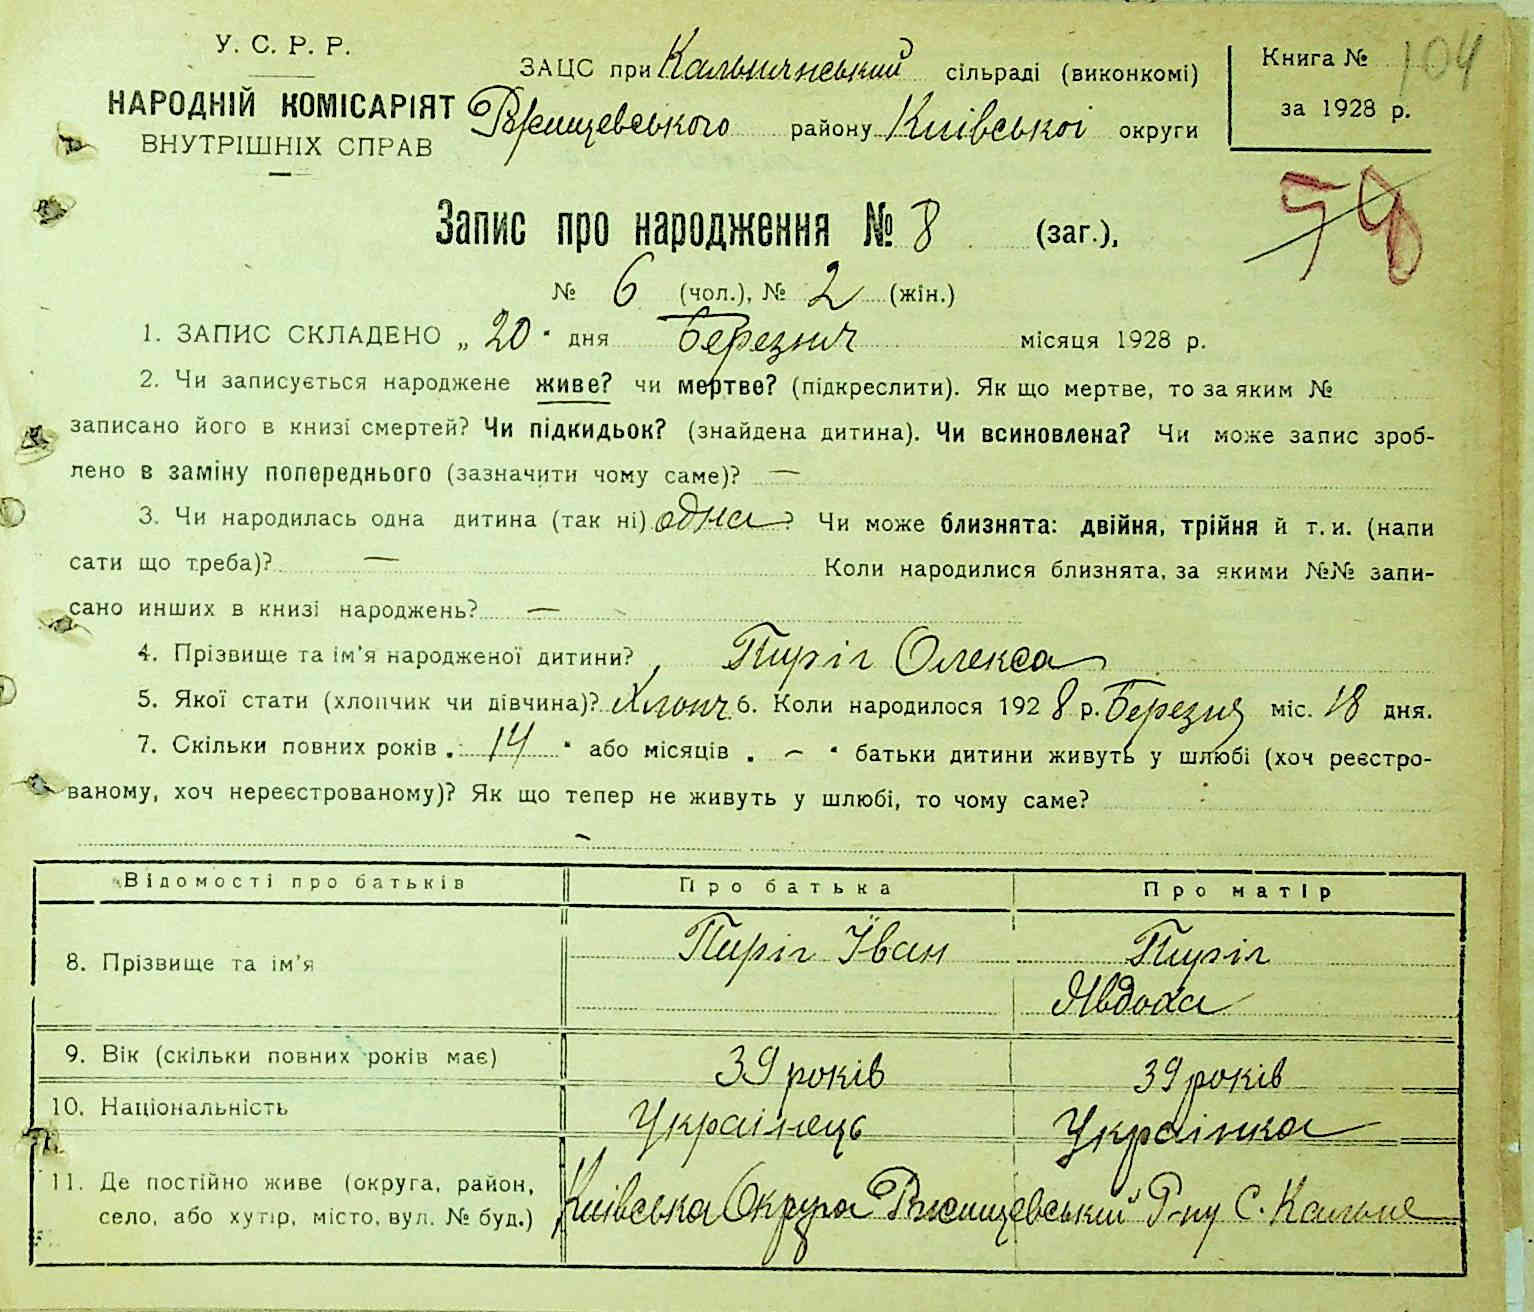 У. С. Р. Р.
НАРОДНІЙ КОМІСАРІЯТ
ВНУТРІШНІХ СПРАВ
ЗАЦС при Кальнянський сільраді (виконкомі)
Ржищевського району Київської округи
Книга № 104
за 1928 р.
Запис про народження № 8 (заг.),
№ 6 (чол.), № 2 (жін.)
1. ЗАПИС СКЛАДЕНО „ 20 " дня Березня місяця 1928 р.
2. Чи записується народжене живе? чи мертве? (підкреслити). Як що мертве, то за яким №
записано його в книзі смертей? Чи підкидьок? (знайдена дитина). Чи всиновлена? Чи може запис зроб-
лено в заміну попереднього (зазначити чому саме)? —
3. Чи народилась одна дитина (так ні) одна ? Чи може близнята: двійня, трійня й т. и. (напи
сати що треба)? — Коли народилися близнята, за якими №№ запи-
сано инших в книзі народжень? —
4. Прізвище та ім'я народженої дитини? Пиріг Олекса
5. Якої стати (хлопчик чи дівчина)? Хлопч. 6. Коли народилося 1928 р. Березня міс. 18 дня.
7. Скільки повних років „ 14 " або місяців „ — " батьки дитини живуть у шлюбі (хоч реєстро-
ваному, хоч нереєстрованому)? Як що тепер не живуть у шлюбі, то чому саме?
Відомості про батьків Про батька Про матір
8. Прізвище та ім'я Пиріг Іван Пиріг
Явдоха
9. Вік (скільки повних років має) 39 років 39 років
10. Національність Українець Українка
11. Де постійно живе (округа, район,
село, або хутір, місто, вул. № буд.) Київська Округа Ржищевський Р-ну С. Кальне